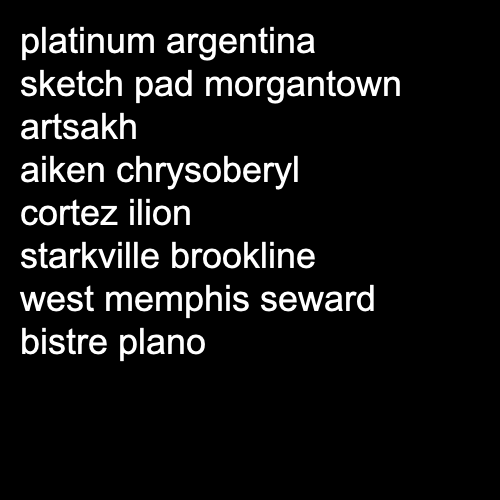 platinum argentina
sketch pad morgantown
artsakh
aiken chrysoberyl
cortez ilion
starkville brookline
west memphis seward
bistre plano